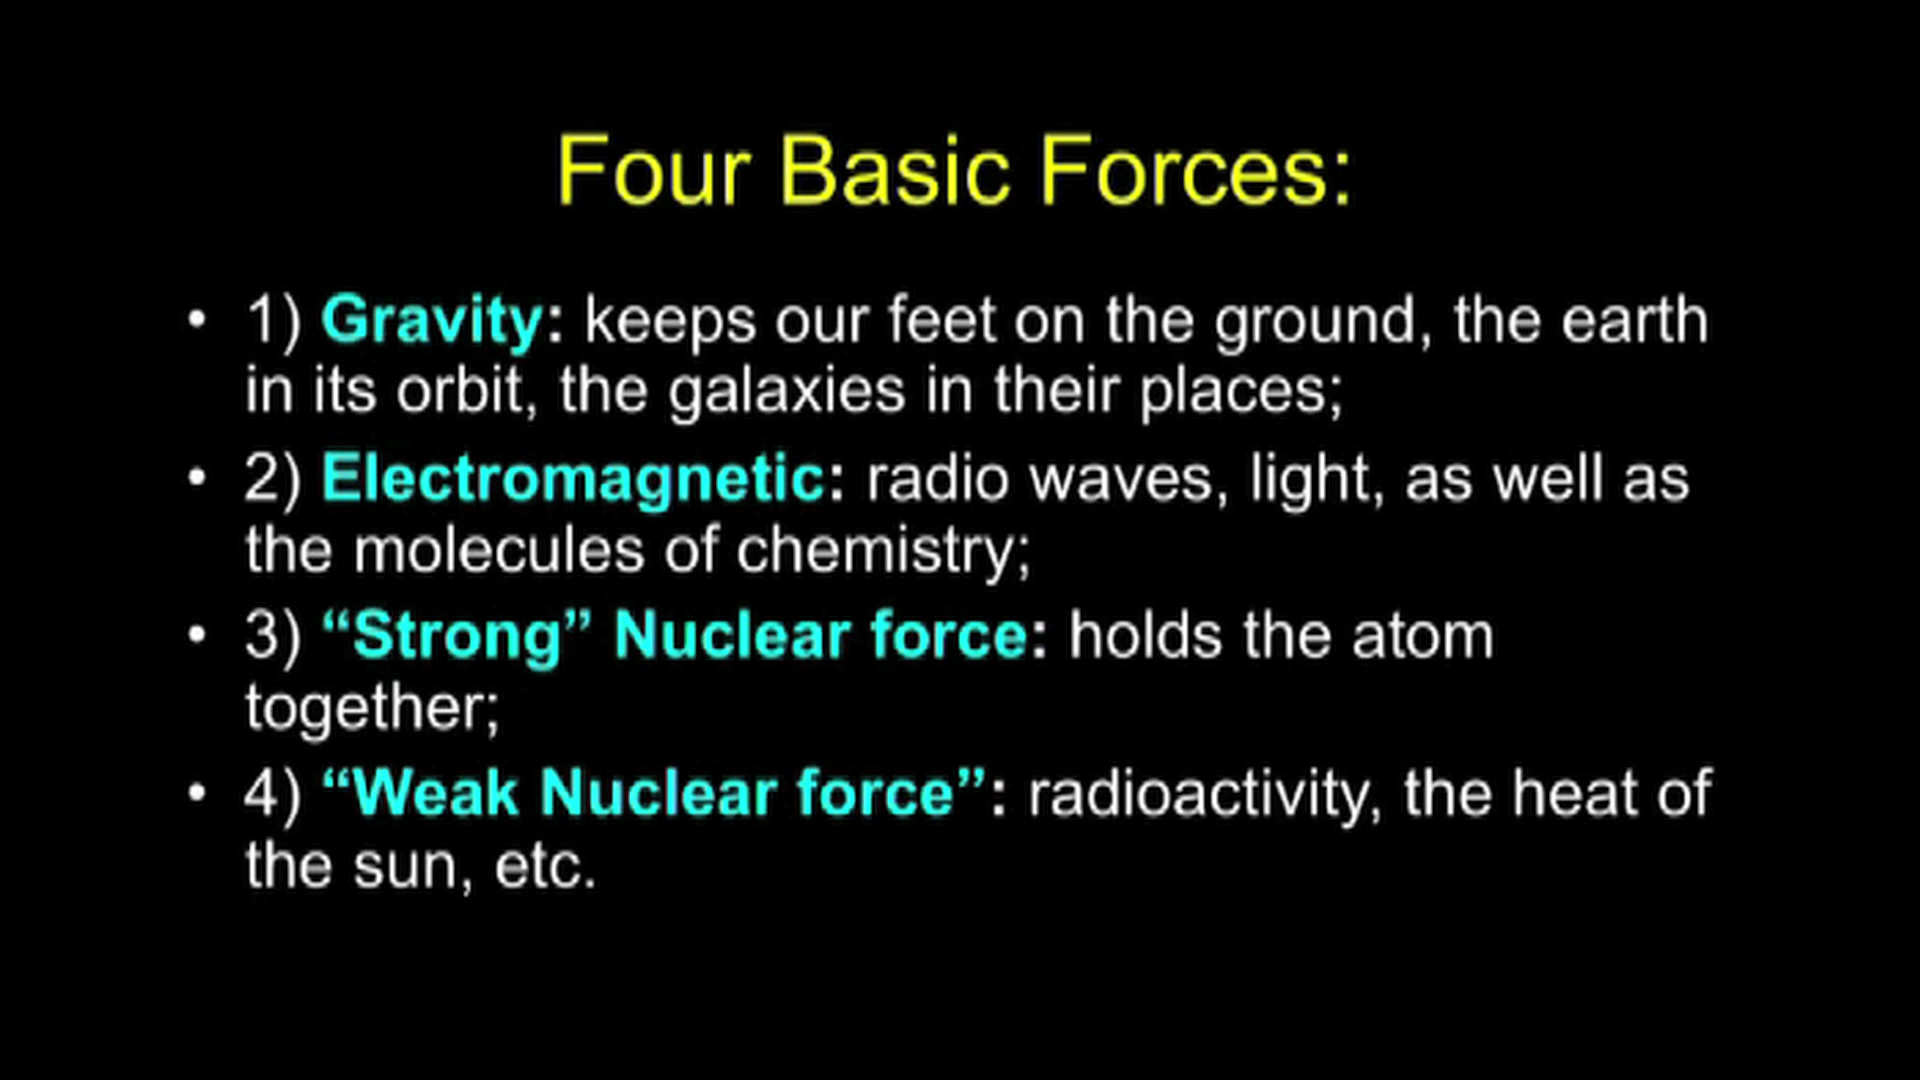 Four Basic Forces:
• 1) Gravity: keeps our feet on the ground, the earth
in its orbit, the galaxies in their places;
• 2) Electromagnetic: radio waves, light, as well as
the molecules of chemistry;
• 3) “Strong” Nuclear force: holds the atom
together;
• 4) “Weak Nuclear force”: radioactivity, the heat of
the sun, etc.